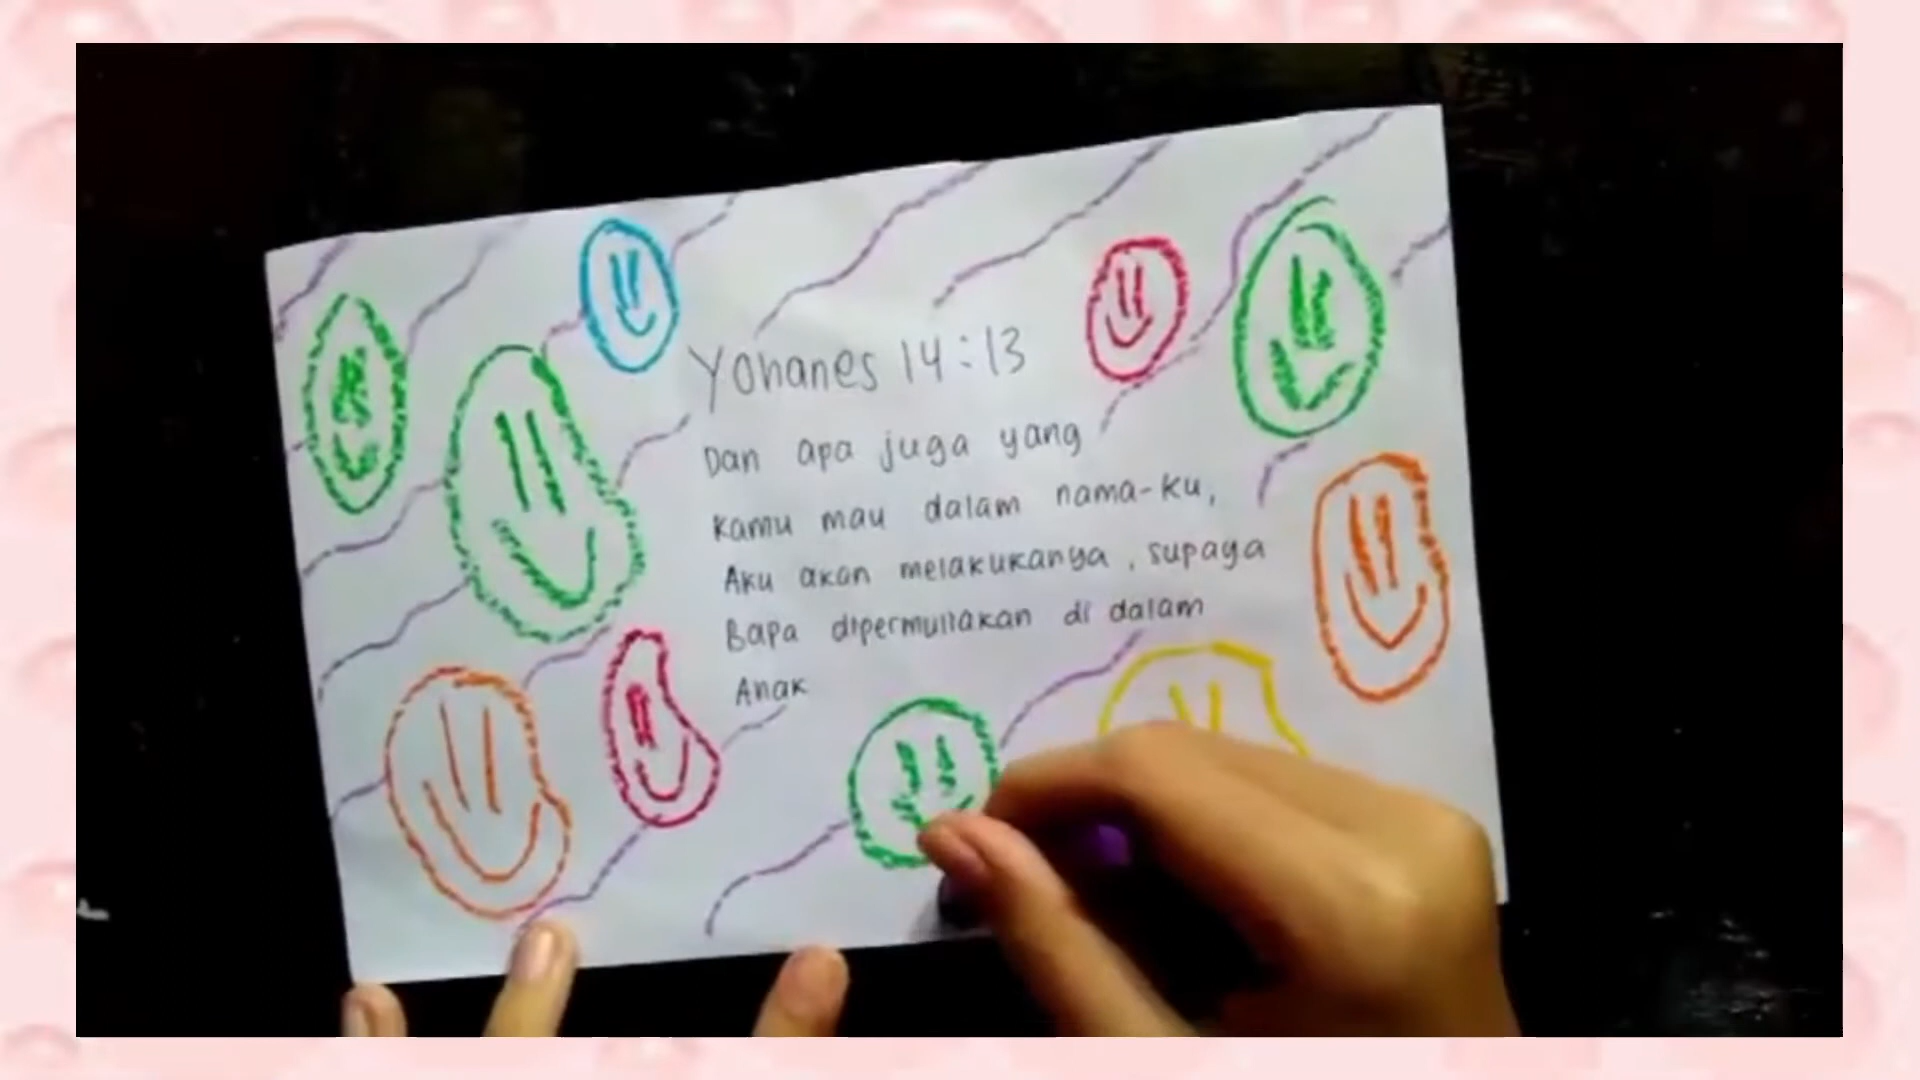 Yohanes 14:13
Dan apa juga yang
kamu mau dalam nama-ku,
Aku akan melakukanya, supaya
Bapa dipermuliakan di dalam
Anak